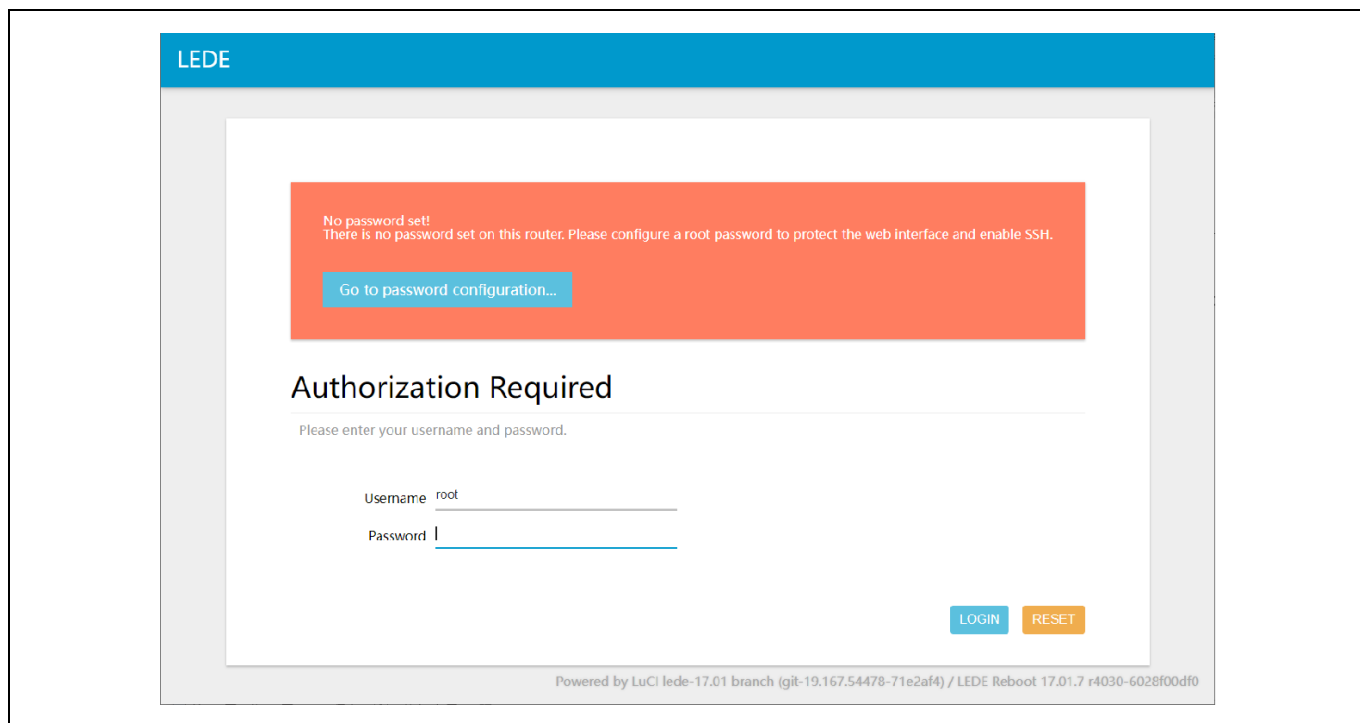 LEDE
No password set!
There is no password set on this router. Please configure a root password to protect the web interface and enable SSH.
Go to password configuration...
Authorization Required
Please enter your username and password.
Username root
Password
LOGIN RESET
Powered by LuCI lede-17.01 branch (git-19.167.54478-71e2af4) / LEDE Reboot 17.01.7 r4030-6028f00df0